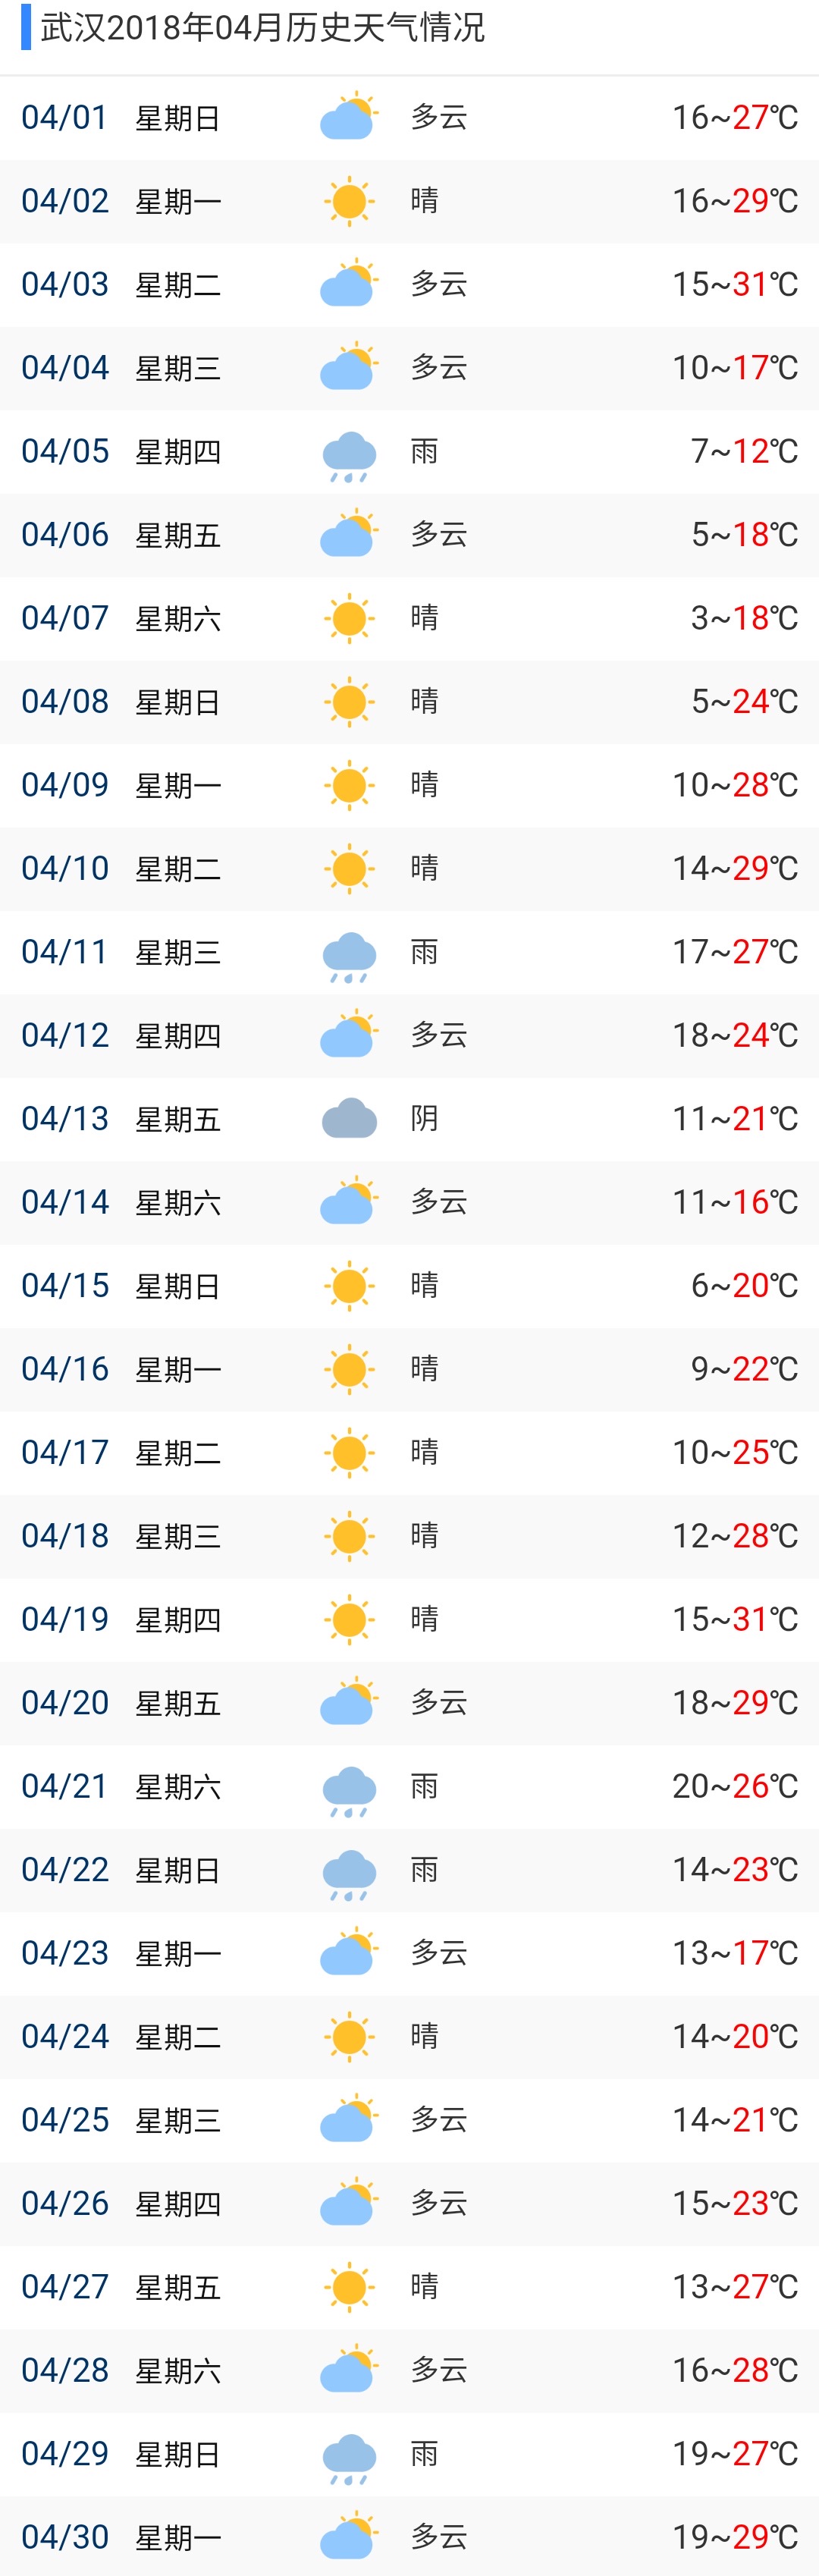 武汉2018年04月历史天气情况
04/01 星期日 多云 16~27℃
04/02 星期一 晴 16~29℃
04/03 星期二 多云 15~31℃
04/04 星期三 多云 10~17℃
04/05 星期四 雨 7~12℃
04/06 星期五 多云 5~18℃
04/07 星期六 晴 3~18℃
04/08 星期日 晴 5~24℃
04/09 星期一 晴 10~28℃
04/10 星期二 晴 14~29℃
04/11 星期三 雨 17~27℃
04/12 星期四 多云 18~24℃
04/13 星期五 阴 11~21℃
04/14 星期六 多云 11~16℃
04/15 星期日 晴 6~20℃
04/16 星期一 晴 9~22℃
04/17 星期二 晴 10~25℃
04/18 星期三 晴 12~28℃
04/19 星期四 晴 15~31℃
04/20 星期五 多云 18~29℃
04/21 星期六 雨 20~26℃
04/22 星期日 雨 14~23℃
04/23 星期一 多云 13~17℃
04/24 星期二 晴 14~20℃
04/25 星期三 多云 14~21℃
04/26 星期四 多云 15~23℃
04/27 星期五 晴 13~27℃
04/28 星期六 多云 16~28℃
04/29 星期日 雨 19~27℃
04/30 星期一 多云 19~29℃